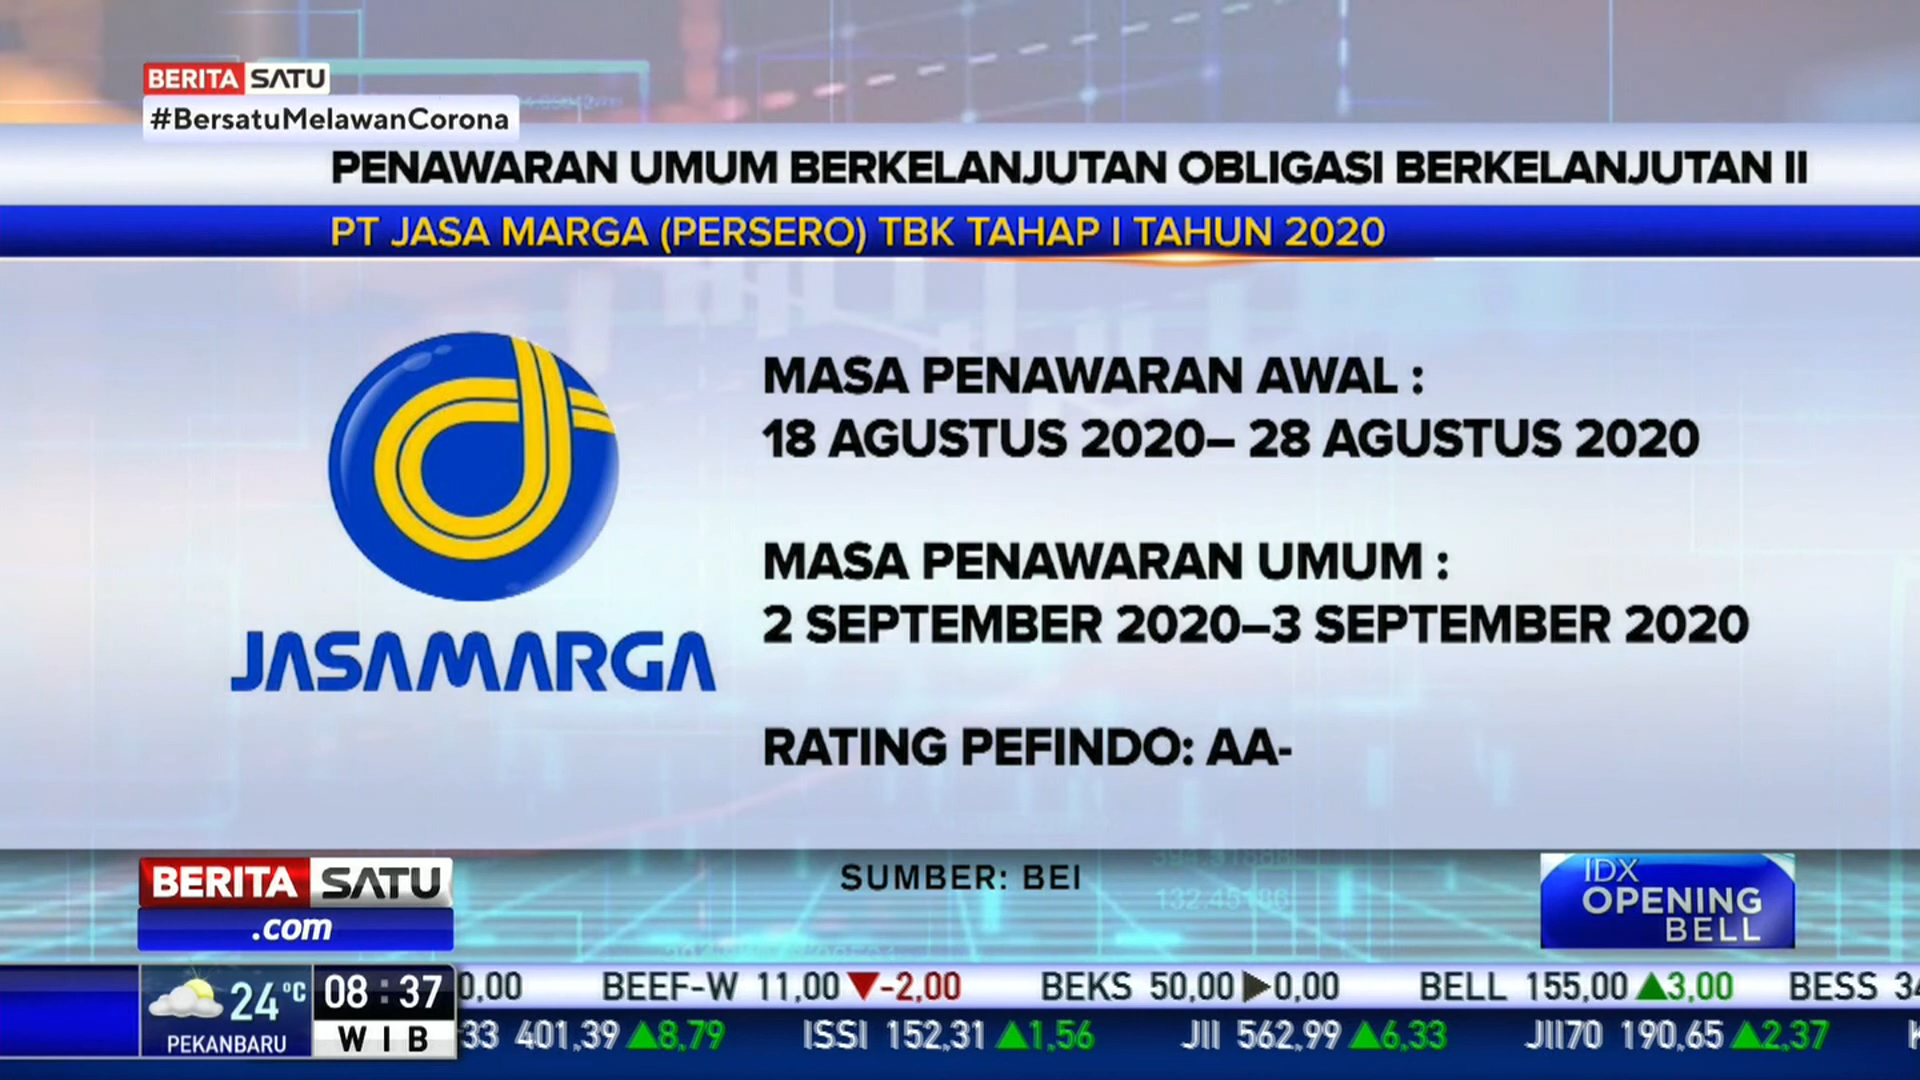 BERITA SATU
#BersatuMelawanCorona
PENAWARAN UMUM BERKELANJUTAN OBLIGASI BERKELANJUTAN II
PT JASA MARGA (PERSERO) TBK TAHAP I TAHUN 2020
JASAMARGA
MASA PENAWARAN AWAL :
18 AGUSTUS 2020– 28 AGUSTUS 2020
MASA PENAWARAN UMUM :
2 SEPTEMBER 2020–3 SEPTEMBER 2020
RATING PEFINDO: AA-
BERITA SATU
.com
SUMBER: BEI
IDX
OPENING
BELL
24°C
PEKANBARU
08:37
WIB
0,00 BEEF-W 11,00 ▼-2,00 BEKS 50,00 ▶0,00 BELL 155,00 ▲3,00 BESS
33 401,39 ▲8,79 ISSI 152,31 ▲1,56 JII 562,99 ▲6,33 JII70 190,65 ▲2,37